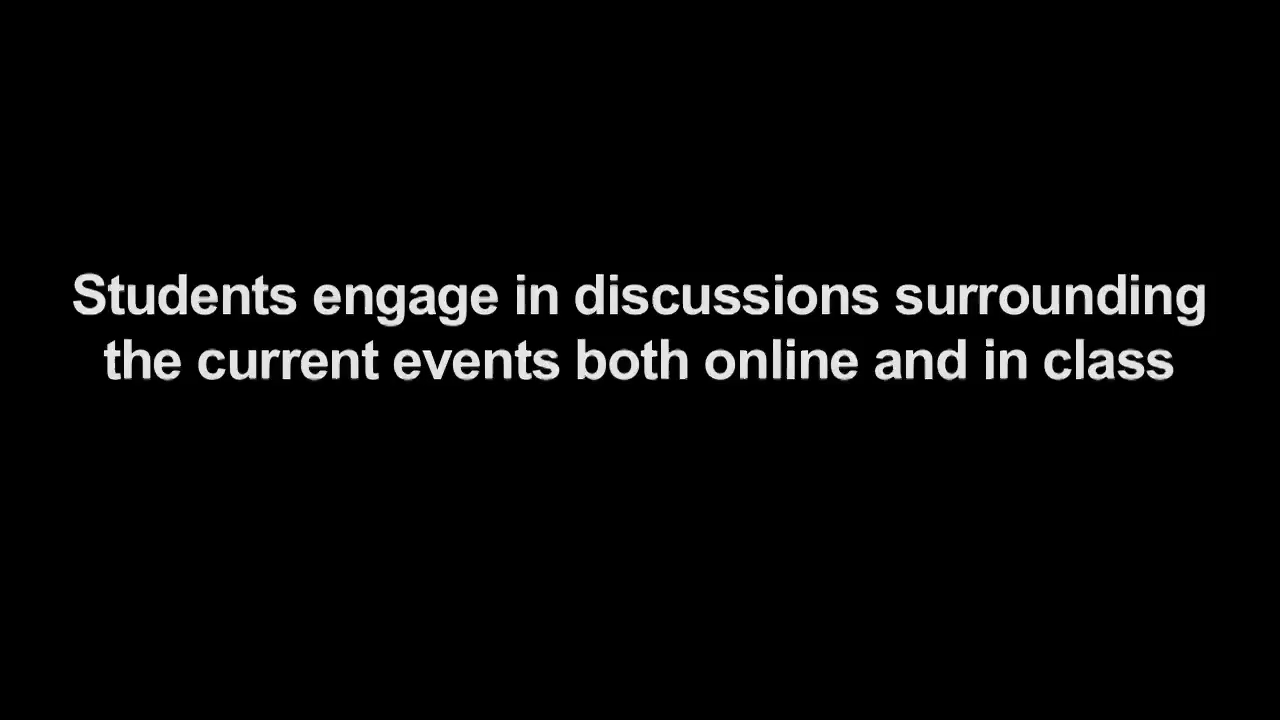 Students engage in discussions surrounding
the current events both online and in class